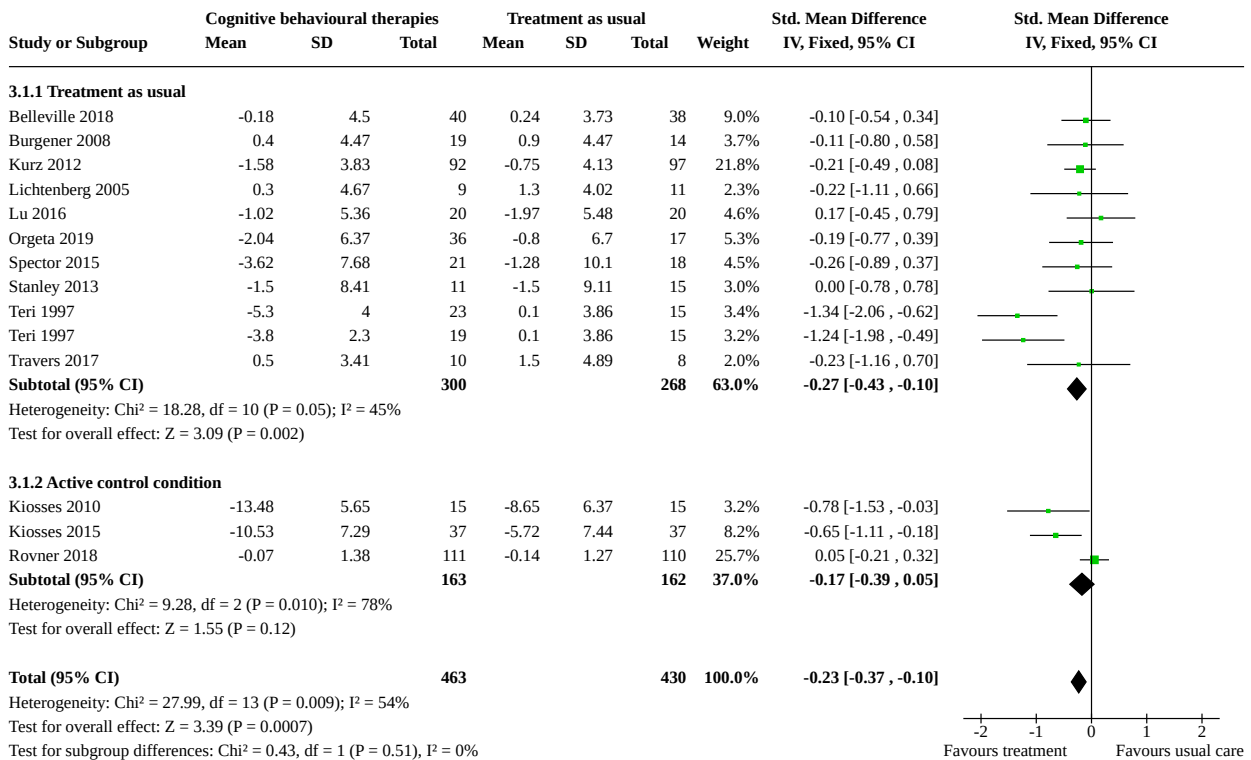 Cognitive behavioural therapies Treatment as usual Std. Mean Difference Std. Mean Difference
Study or Subgroup Mean SD Total Mean SD Total Weight IV, Fixed, 95% CI IV, Fixed, 95% CI
3.1.1 Treatment as usual
Belleville 2018 -0.18 4.5 40 0.24 3.73 38 9.0% -0.10 [-0.54 , 0.34]
Burgener 2008 0.4 4.47 19 0.9 4.47 14 3.7% -0.11 [-0.80 , 0.58]
Kurz 2012 -1.58 3.83 92 -0.75 4.13 97 21.8% -0.21 [-0.49 , 0.08]
Lichtenberg 2005 0.3 4.67 9 1.3 4.02 11 2.3% -0.22 [-1.11 , 0.66]
Lu 2016 -1.02 5.36 20 -1.97 5.48 20 4.6% 0.17 [-0.45 , 0.79]
Orgeta 2019 -2.04 6.37 36 -0.8 6.7 17 5.3% -0.19 [-0.77 , 0.39]
Spector 2015 -3.62 7.68 21 -1.28 10.1 18 4.5% -0.26 [-0.89 , 0.37]
Stanley 2013 -1.5 8.41 11 -1.5 9.11 15 3.0% 0.00 [-0.78 , 0.78]
Teri 1997 -5.3 4 23 0.1 3.86 15 3.4% -1.34 [-2.06 , -0.62]
Teri 1997 -3.8 2.3 19 0.1 3.86 15 3.2% -1.24 [-1.98 , -0.49]
Travers 2017 0.5 3.41 10 1.5 4.89 8 2.0% -0.23 [-1.16 , 0.70]
Subtotal (95% CI) 300 268 63.0% -0.27 [-0.43 , -0.10]
Heterogeneity: Chi² = 18.28, df = 10 (P = 0.05); I² = 45%
Test for overall effect: Z = 3.09 (P = 0.002)
3.1.2 Active control condition
Kiosses 2010 -13.48 5.65 15 -8.65 6.37 15 3.2% -0.78 [-1.53 , -0.03]
Kiosses 2015 -10.53 7.29 37 -5.72 7.44 37 8.2% -0.65 [-1.11 , -0.18]
Rovner 2018 -0.07 1.38 111 -0.14 1.27 110 25.7% 0.05 [-0.21 , 0.32]
Subtotal (95% CI) 163 162 37.0% -0.17 [-0.39 , 0.05]
Heterogeneity: Chi² = 9.28, df = 2 (P = 0.010); I² = 78%
Test for overall effect: Z = 1.55 (P = 0.12)
Total (95% CI) 463 430 100.0% -0.23 [-0.37 , -0.10]
Heterogeneity: Chi² = 27.99, df = 13 (P = 0.009); I² = 54%
Test for overall effect: Z = 3.39 (P = 0.0007)
-2 -1 0 1 2
Test for subgroup differences: Chi² = 0.43, df = 1 (P = 0.51), I² = 0% Favours treatment Favours usual care